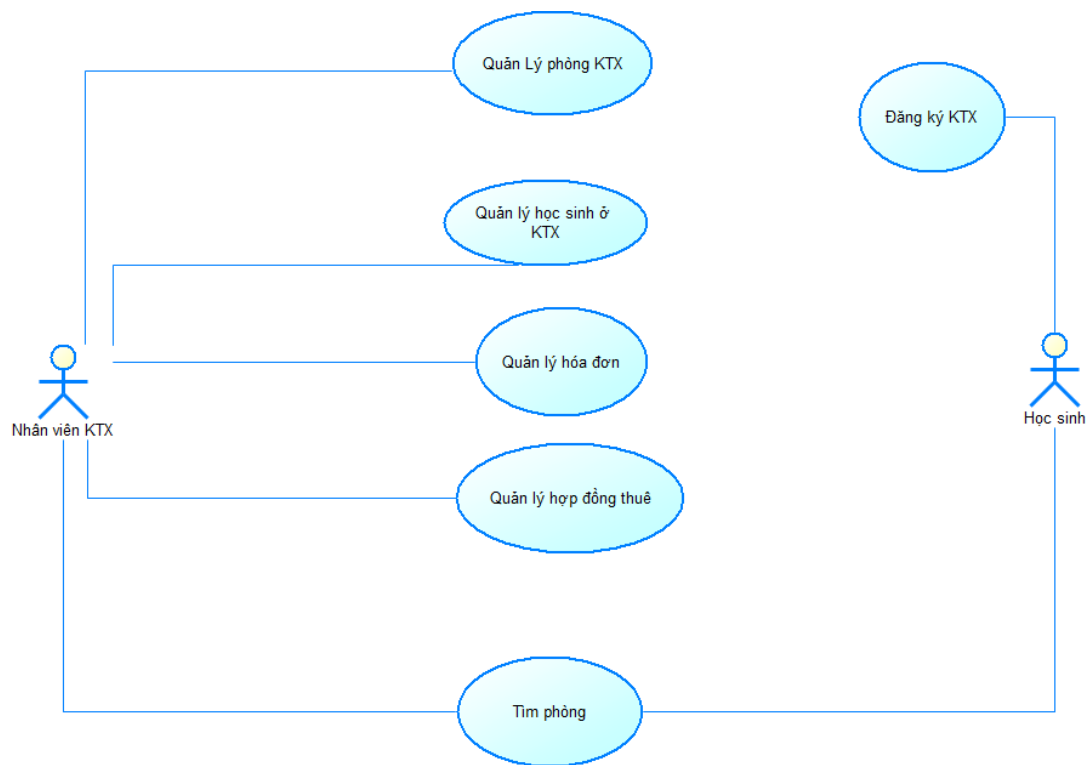 Quản Lý phòng KTX
Đăng ký KTX
Quản lý học sinh ở
KTX
Quản lý hóa đơn
Nhân viên KTX
Học sinh
Quản lý hợp đồng thuê
Tìm phòng